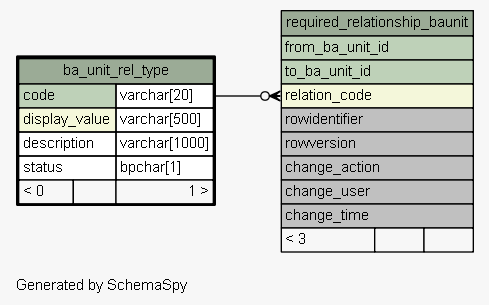 ba_unit_rel_type
code varchar[20]
display_value varchar[500]
description varchar[1000]
status bpchar[1]
< 0 1 >
required_relationship_baunit
from_ba_unit_id
to_ba_unit_id
relation_code
rowidentifier
rowversion
change_action
change_user
change_time
< 3
Generated by SchemaSpy